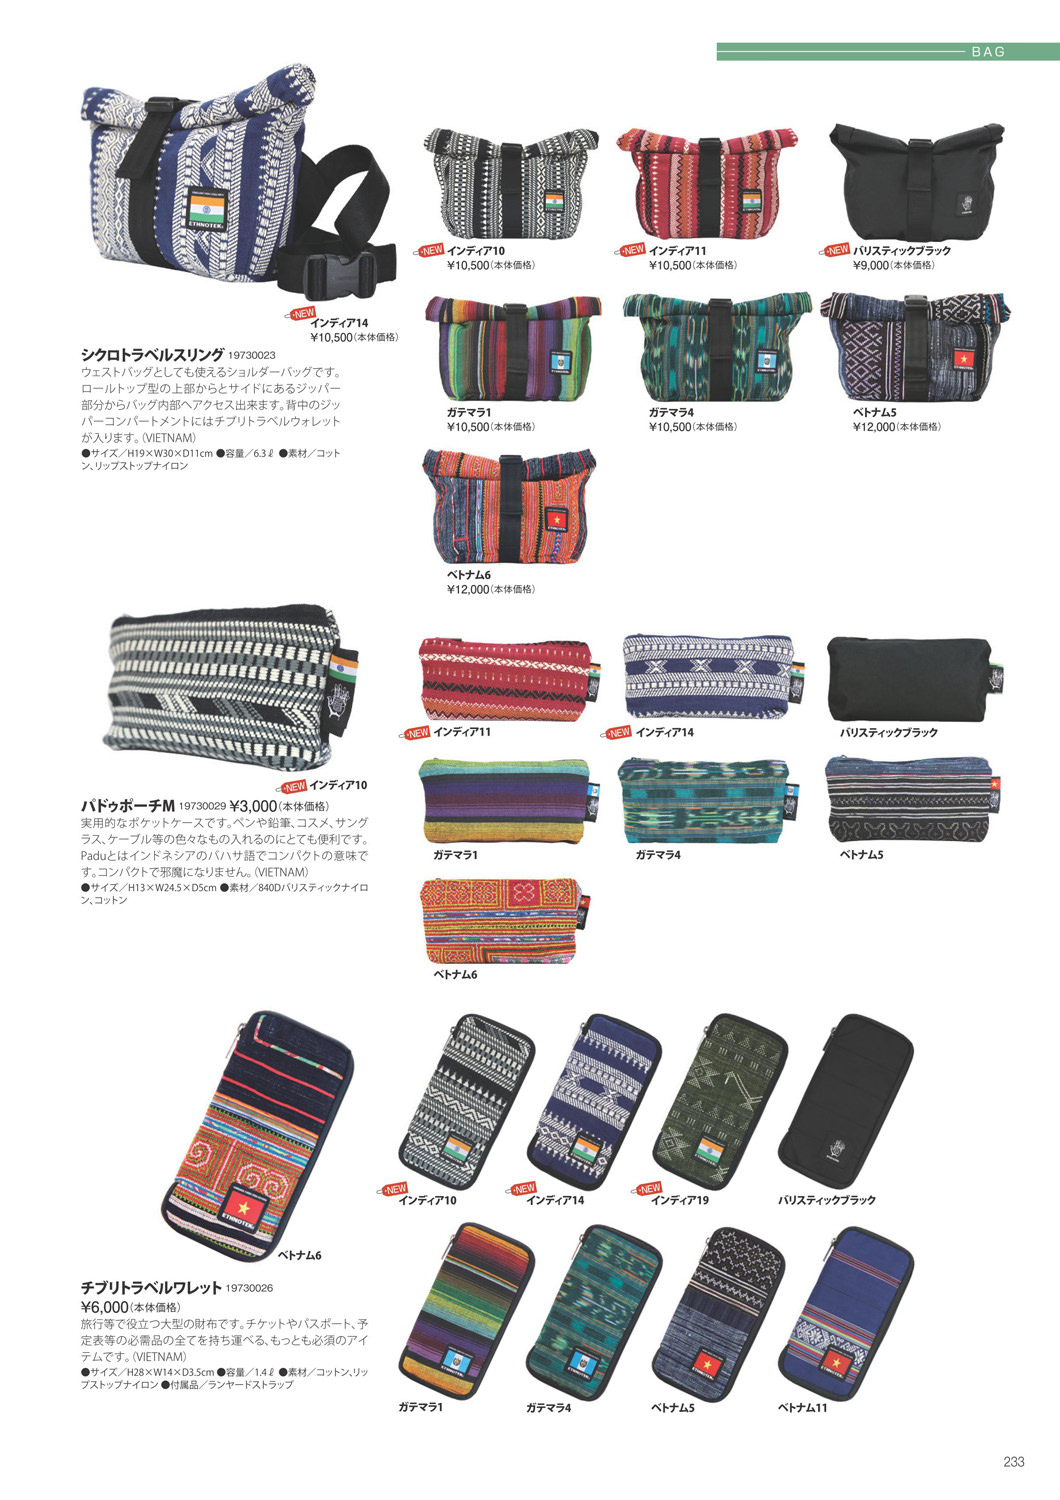 BAG
ETHNOTEK
NEW
インディア14
¥10,500(本体価格)
シクロトラベルスリング 19730023
ウェストバッグとしても使えるショルダーバッグです。
ロールトップ型の上部からとサイドにあるジッパー
部分からバッグ内部へアクセス出来ます。背中のジッ
パーコンパートメントにはチブリトラベルウォレット
が入ります。(VIETNAM)
●サイズ/H19×W30×D11cm ●容量/6.3ℓ ●素材/コット
ン、リップストップナイロン
NEW インディア10
¥10,500(本体価格)
NEW インディア11
¥10,500(本体価格)
NEW バリスティックブラック
¥9,000(本体価格)
ガテマラ1
¥10,500(本体価格)
ガテマラ4
¥10,500(本体価格)
ベトナム5
¥12,000(本体価格)
ETHNOTEK
ベトナム6
¥12,000(本体価格)
NEW インディア10
パドゥポーチM 19730029 ¥3,000(本体価格)
実用的なポケットケースです。ペンや鉛筆、コスメ、サング
ラス、ケーブル等の色々なもの入れるのにとても便利です。
Paduとはインドネシアのバハサ語でコンパクトの意味で
す。コンパクトで邪魔になりません。(VIETNAM)
●サイズ/H13×W24.5×D5cm ●素材/840Dバリスティックナイロ
ン、コットン
NEW インディア11
NEW インディア14
バリスティックブラック
ガテマラ1
ガテマラ4
ベトナム5
ベトナム6
ETHNOTEK
ベトナム6
チブリトラベルワレット 19730026
¥6,000(本体価格)
旅行等で役立つ大型の財布です。チケットやパスポート、予
定表等の必需品の全てを持ち運べる、もっとも必須のアイ
テムです。(VIETNAM)
●サイズ/H28×W14×D3.5cm ●容量/1.4ℓ ●素材/コットン、リッ
プストップナイロン ●付属品/ランヤードストラップ
NEW インディア10
NEW インディア14
NEW インディア19
バリスティックブラック
ガテマラ1
ガテマラ4
ベトナム5
ベトナム11
233